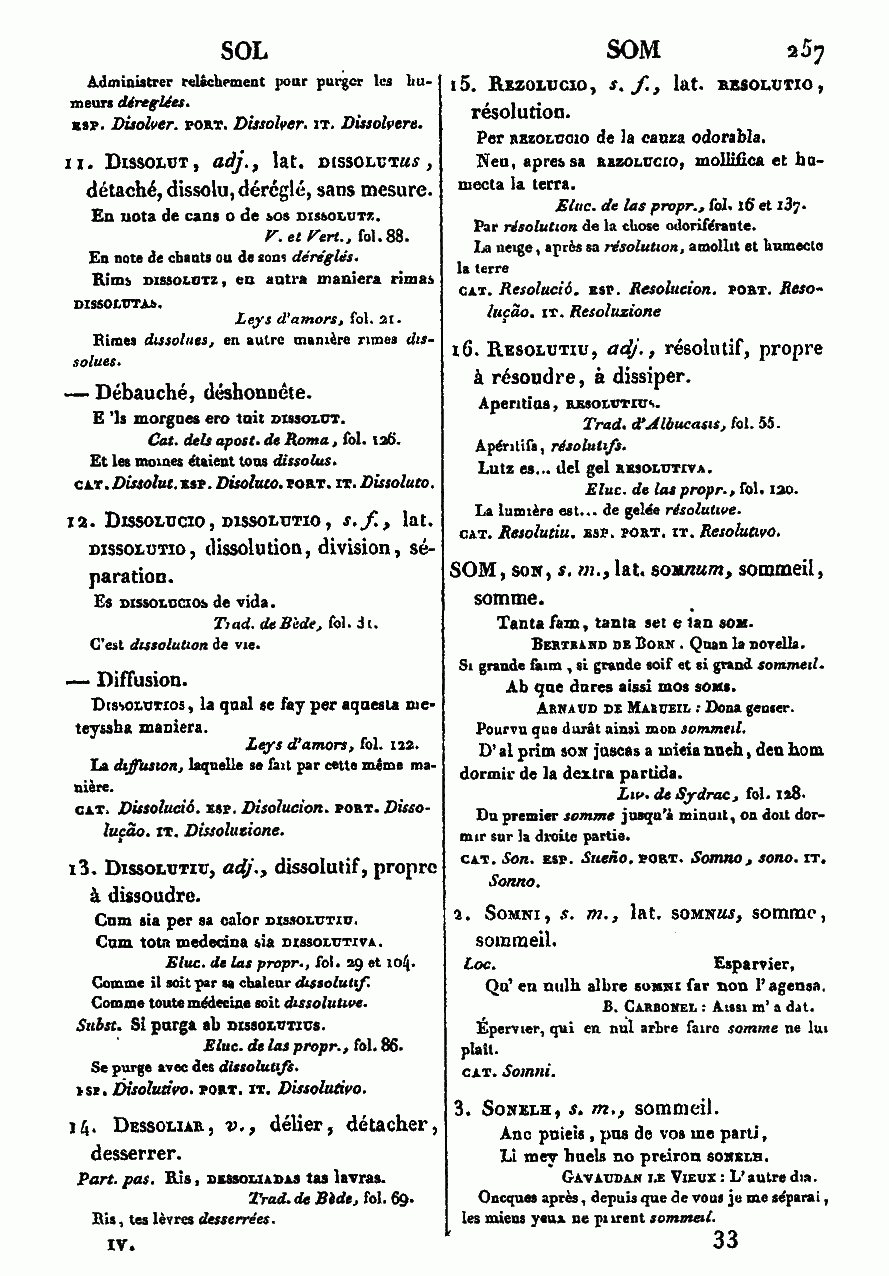 SOL
SOM 257
Administrer relâchement pour purger les hu-
meurs déréglées.
ESP. Disolver. PORT. Dissolver. IT. Dissolvere.
11. DISSOLUT, adj., lat. DISSOLUTUS,
détaché, dissolu, déréglé, sans mesure.
En nota de cans o de sos DISSOLUTZ.
V. et Vert., fol. 88.
En note de chants ou de sons déréglés.
Rims DISSOLUTZ, en autra maniera rimas
DISSOLUTAS.
Leys d'amors, fol. 21.
Rimes dissolues, en autre manière rimes dis-
solues.
— Débauché, déshonnête.
E 'ls morgues ero tuit DISSOLUT.
Cat. dels apost. de Roma, fol. 126.
Et les moines étaient tous dissolus.
CAT. Dissolut. ESP. Disoluto. PORT. IT. Dissoluto.
12. DISSOLUCIO, DISSOLUTIO, s. f., lat.
DISSOLUTIO, dissolution, division, sé-
paration.
Es DISSOLUCIOS de vida.
Trad. de Bède, fol. 31.
C'est dissolution de vie.
— Diffusion.
DISSOLUTIOS, la qual se fay per aquesta me-
teyssha maniera.
Leys d'amors, fol. 122.
La diffusion, laquelle se fait par cette même ma-
nière.
CAT. Dissolució. ESP. Disolucion. PORT. Disso-
lução. IT. Dissoluzione.
13. DISSOLUTIU, adj., dissolutif, propre
à dissoudre.
Cum sia per sa calor DISSOLUTIU.
Cum tota medecina sia DISSOLUTIVA.
Eluc. de las propr., fol. 29 et 104.
Comme il soit par sa chaleur dissolutif.
Comme toute médecine soit dissolutive.
Subst. Si purga ab DISSOLUTIUS.
Eluc. de las propr., fol. 86.
Se purge avec des dissolutifs.
ESP. Disolutivo. PORT. IT. Dissolutivo.
14. DESSOLIAR, v., délier, détacher,
desserrer.
Part. pas. Ris, DESSOLIADAS tas lavras.
Trad. de Bède, fol. 69.
Ris, tes lèvres desserrées.
IV.
15. REZOLUCIO, s. f., lat. RESOLUTIO,
résolution.
Per REZOLUCIO de la cauza odorabla.
Neu, apres sa REZOLUCIO, mollifica et hu-
mecta la terra.
Eluc. de las propr., fol. 16 et 137.
Par résolution de la chose odoriférante.
La neige, après sa résolution, amollit et humecte
la terre
CAT. Resolució. ESP. Resolucion. PORT. Reso-
lução. IT. Resoluzione
16. RESOLUTIU, adj., résolutif, propre
à résoudre, à dissiper.
Aperitius, RESOLUTIUS.
Trad. d'Albucasis, fol. 55.
Apéritifs, résolutifs.
Lutz es... del gel RESOLUTIVA.
Eluc. de las propr., fol. 120.
La lumière est... de gelée résolutive.
CAT. Resolutiu. ESP. PORT. IT. Resolutivo.
SOM, SON, s. m., lat. SOMNUM, sommeil,
somme.
Tanta fam, tanta set e tan SOM.
BERTRAND DE BORN. Quan la novella.
Si grande faim, si grande soif et si grand sommeil.
Ab que dures aissi mos SOMS.
ARNAUD DE MARUEIL : Dona genser.
Pourvu que durât ainsi mon sommeil.
D'al prim SON juscas a mieia nueh, deu hom
dormir de la dextra partida.
Liv. de Sydrac, fol. 128.
Du premier somme jusqu'à minuit, on doit dor-
mir sur la droite partie.
CAT. Son. ESP. Sueño. PORT. Somno, sono. IT.
Sonno.
2. SOMNI, s. m., lat. SOMNUS, somme,
sommeil.
Loc. Esparvier,
Qu' en nulh albre SOMNI far non l' agensa.
B. CARBONEL : Aissi m' a dat.
Épervier, qui en nul arbre faire somme ne lui
plait.
CAT. Somni.
3. SONELH, s. m., sommeil.
Anc pueis, pus de vos me parti,
Li mey huels no preiron SONELH.
GAVAUDAN LE VIEUX : L' autre dia.
Oncques après, depuis que de vous je me séparai,
les miens yeux ne prirent sommeil.
33